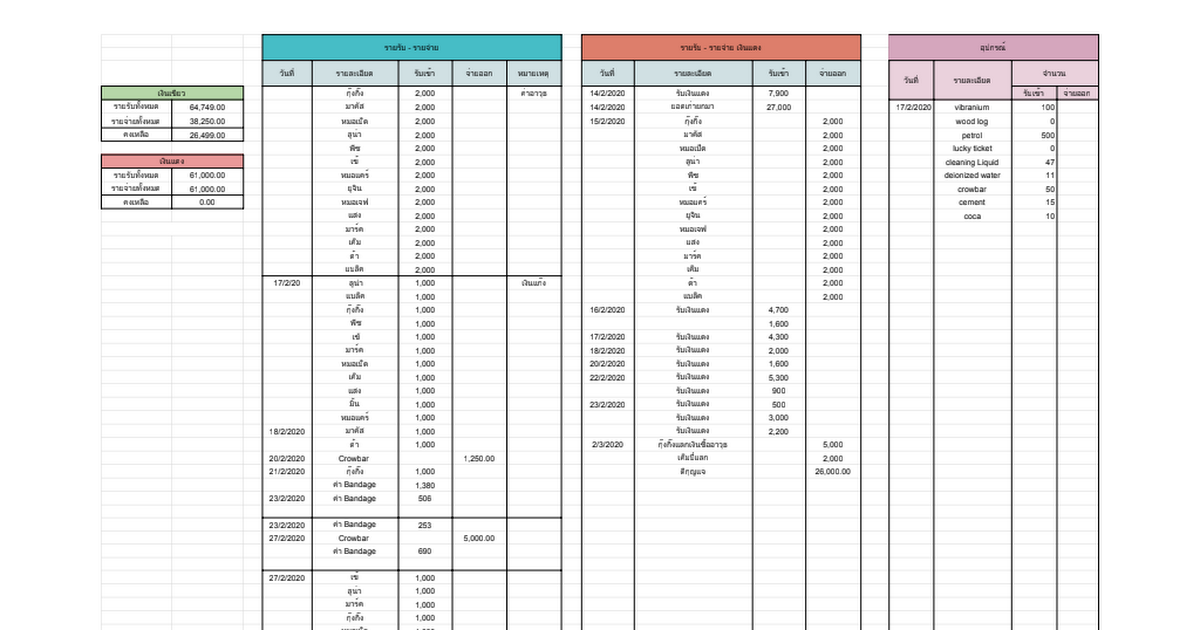 รายรับ - รายจ่าย
วันที่ รายละเอียด รับเข้า จ่ายออก หมายเหตุ
กุ๊งกิ๊ง 2,000 ค่าอาวุธ
มาคัส 2,000
หมอเบ็ด 2,000
ลูน่า 2,000
พีช 2,000
เข้ 2,000
หมอแคร์ 2,000
ยูจิน 2,000
หมอเจฟ 2,000
แสง 2,000
มาร์ค 2,000
เต้ม 2,000
ต้า 2,000
แบล็ค 2,000
17/2/20 ลูน่า 1,000 เงินแก๊ง
แบล็ค 1,000
กุ๊งกิ๊ง 1,000
พีช 1,000
เข้ 1,000
มาร์ค 1,000
หมอเบ็ด 1,000
เต้ม 1,000
แสง 1,000
มิ้น 1,000
หมอแคร์ 1,000
18/2/2020 มาคัส 1,000
ต้า 1,000
20/2/2020 Crowbar 1,250.00
21/2/2020 กุ๊งกิ๊ง 1,000
ค่า Bandage 1,380
23/2/2020 ค่า Bandage 506
23/2/2020 ค่า Bandage 253
27/2/2020 Crowbar 5,000.00
ค่า Bandage 690
27/2/2020 เข้ 1,000
ลูน่า 1,000
มาร์ค 1,000
กุ๊งกิ๊ง 1,000
เงินเขียว
รายรับทั้งหมด 64,749.00
รายจ่ายทั้งหมด 38,250.00
คงเหลือ 26,499.00
เงินแดง
รายรับทั้งหมด 61,000.00
รายจ่ายทั้งหมด 61,000.00
คงเหลือ 0.00
รายรับ - รายจ่าย เงินแดง
วันที่ รายละเอียด รับเข้า จ่ายออก
14/2/2020 รับเงินแดง 7,900
14/2/2020 ยอดเก่ายกมา 27,000
15/2/2020 กุ๊งกิ๊ง 2,000
มาคัส 2,000
หมอเบ็ด 2,000
ลูน่า 2,000
พีช 2,000
เข้ 2,000
หมอแคร์ 2,000
ยูจิน 2,000
หมอเจฟ 2,000
แสง 2,000
มาร์ค 2,000
เต้ม 2,000
ต้า 2,000
แบล็ค 2,000
16/2/2020 รับเงินแดง 4,700
1,600
17/2/2020 รับเงินแดง 4,300
18/2/2020 รับเงินแดง 2,000
20/2/2020 รับเงินแดง 1,600
22/2/2020 รับเงินแดง 5,300
รับเงินแดง 900
23/2/2020 รับเงินแดง 500
รับเงินแดง 3,000
รับเงินแดง 2,200
2/3/2020 กุ๊งกิ๊งแลกเงินซื้ออาวุธ 5,000
2,000
ตีกุญแจ 26,000.00
อุปกรณ์
วันที่ รายละเอียด จำนวน
รับเข้า จ่ายออก
17/2/2020 vibranium 100
wood log 0
petrol 500
lucky ticket 0
cleaning Liquid 47
deionized water 11
crowbar 50
cement 15
coca 10